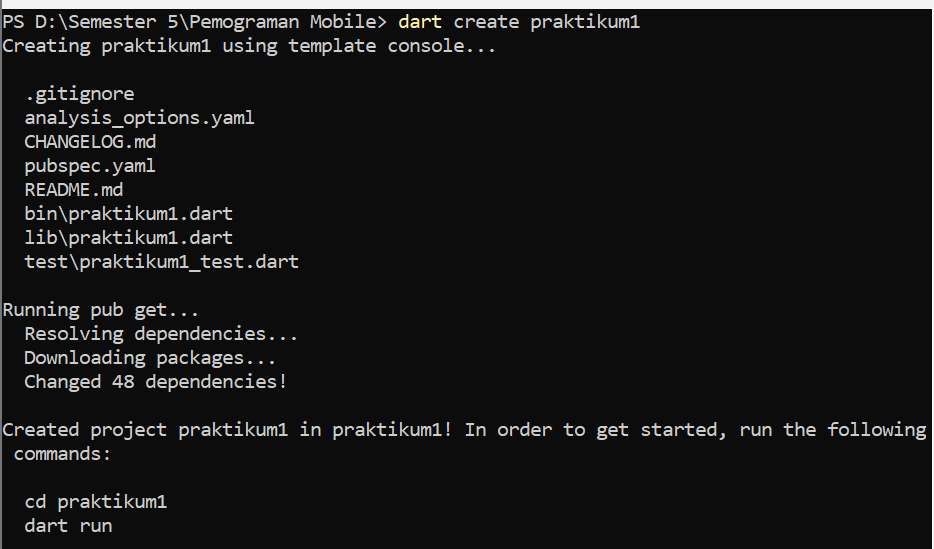 PS D:\Semester 5\Pemograman Mobile> dart create praktikum1
Creating praktikum1 using template console...
.gitignore
analysis_options.yaml
CHANGELOG.md
pubspec.yaml
README.md
bin\praktikum1.dart
lib\praktikum1.dart
test\praktikum1_test.dart
Running pub get...
Resolving dependencies...
Downloading packages...
Changed 48 dependencies!
Created project praktikum1 in praktikum1! In order to get started, run the following
commands:
cd praktikum1
dart run